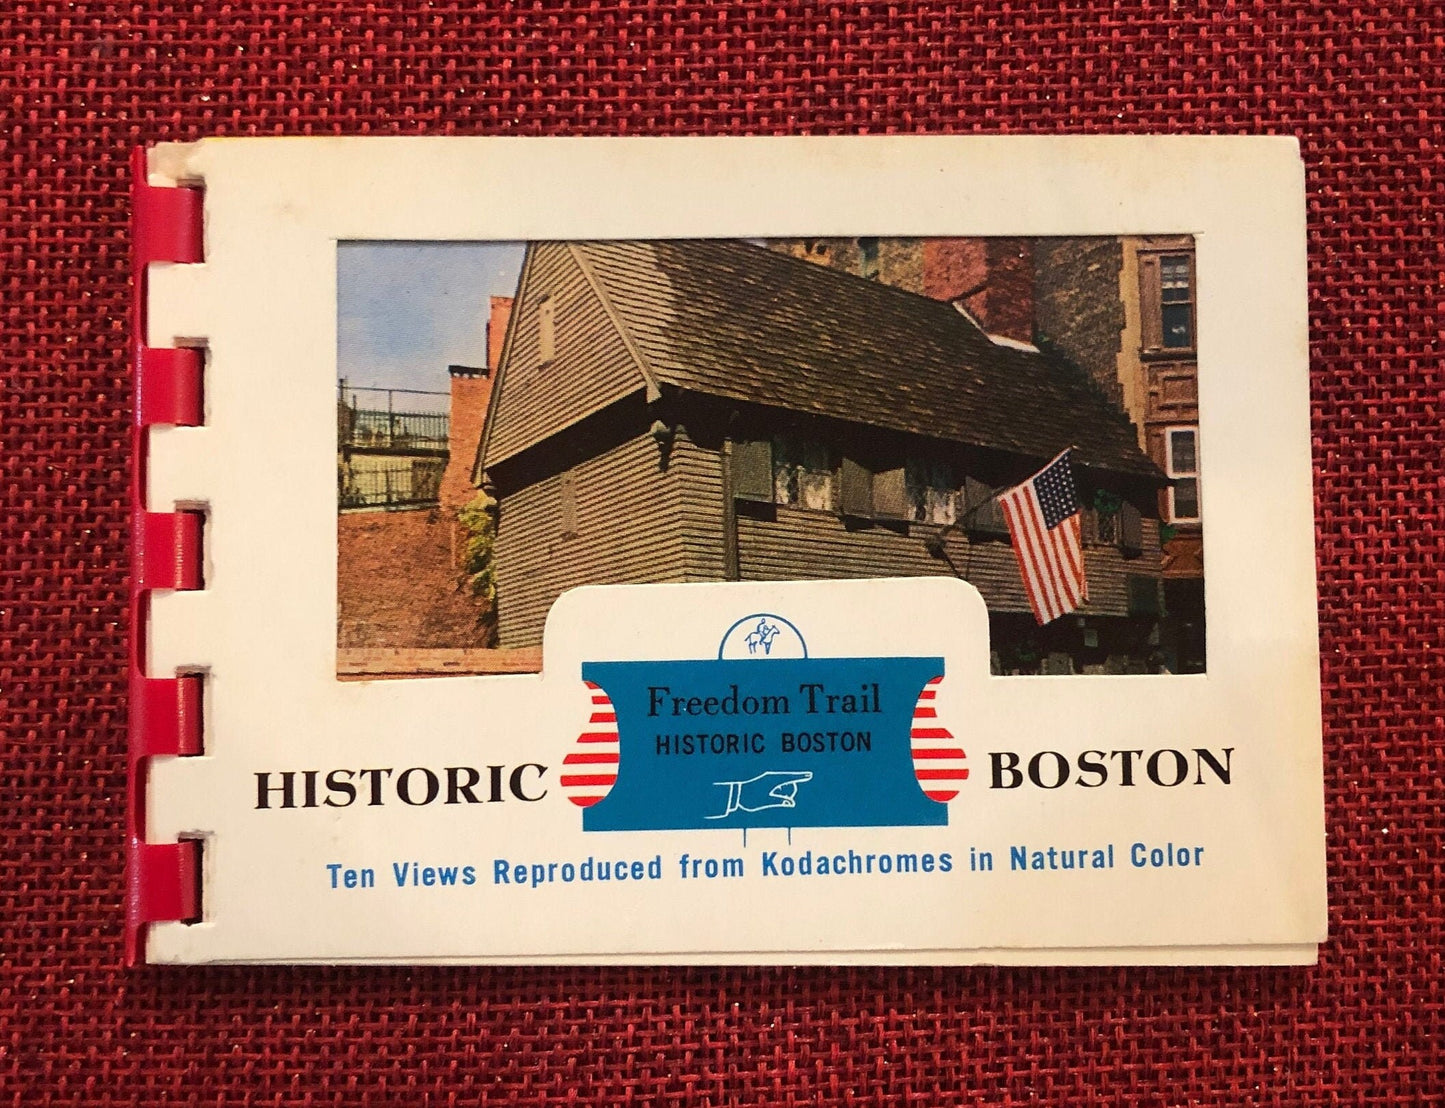 Freedom Trail
HISTORIC BOSTON
HISTORIC BOSTON
Ten Views Reproduced from Kodachromes in Natural Color